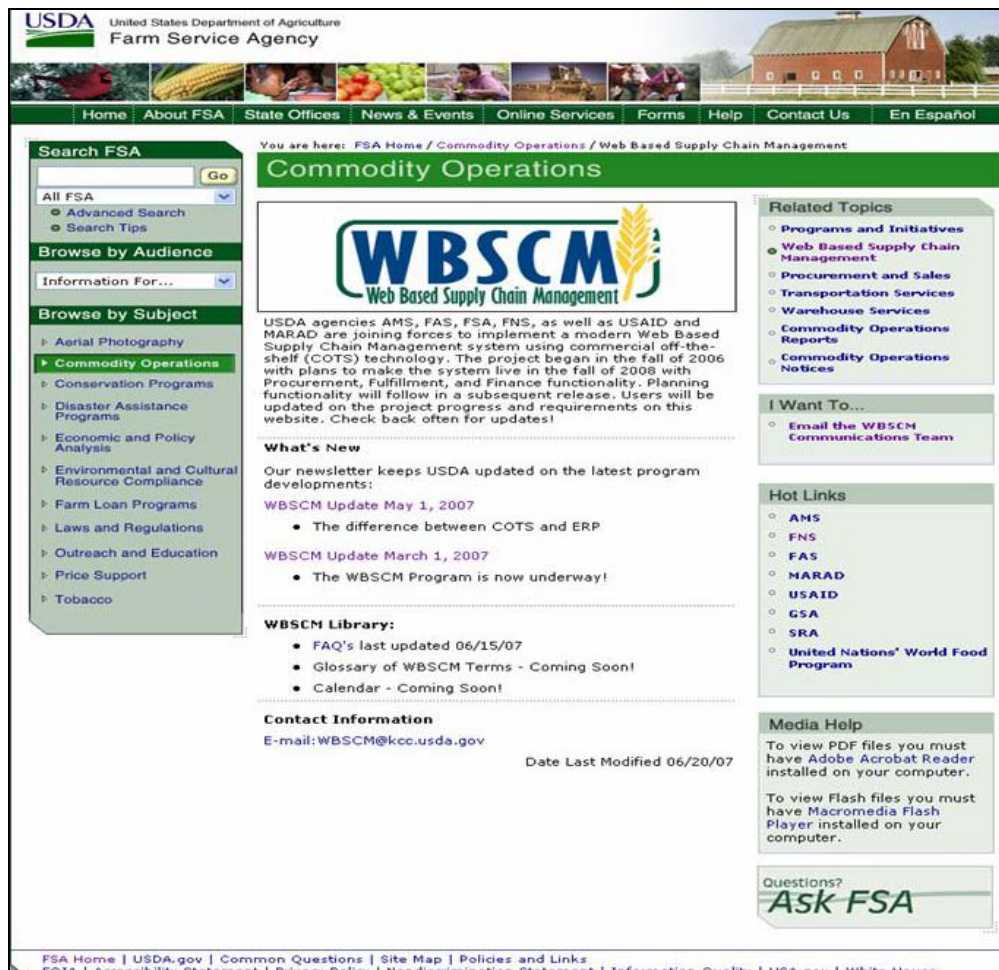 USDA
United States Department of Agriculture
Farm Service Agency
Home
About FSA
State Offices
News & Events
Online Services
Forms
Help
Contact Us
En Español
Search FSA
Go
All FSA
Advanced Search
Search Tips
Browse by Audience
Information For...
Browse by Subject
Aerial Photography
Commodity Operations
Conservation Programs
Disaster Assistance
Programs
Economic and Policy
Analysis
Environmental and Cultural
Resource Compliance
Farm Loan Programs
Laws and Regulations
Outreach and Education
Price Support
Tobacco
You are here: FSA Home / Commodity Operations / Web Based Supply Chain Management
Commodity Operations
WBSCM
Web Based Supply Chain Management
USDA agencies AMS, FAS, FSA, FNS, as well as USAID and
MARAD are joining forces to implement a modern Web Based
Supply Chain Management system using commercial off-the-
shelf (COTS) technology. The project began in the fall of 2006
with plans to make the system live in the fall of 2008 with
Procurement, Fulfillment, and Finance functionality. Planning
functionality will follow in a subsequent release. Users will be
updated on the project progress and requirements on this
website. Check back often for updates!
What's New
Our newsletter keeps USDA updated on the latest program
developments:
WBSCM Update May 1, 2007
• The difference between COTS and ERP
WBSCM Update March 1, 2007
• The WBSCM Program is now underway!
WBSCM Library:
• FAQ's last updated 06/15/07
• Glossary of WBSCM Terms - Coming Soon!
• Calendar - Coming Soon!
Contact Information
E-mail:WBSCM@kcc.usda.gov
Date Last Modified 06/20/07
Related Topics
Programs and Initiatives
Web Based Supply Chain
Management
Procurement and Sales
Transportation Services
Warehouse Services
Commodity Operations
Reports
Commodity Operations
Notices
I Want To...
Email the WBSCM
Communications Team
Hot Links
AMS
FNS
FAS
MARAD
USAID
GSA
SRA
United Nations' World Food
Program
Media Help
To view PDF files you must
have Adobe Acrobat Reader
installed on your computer.
To view Flash files you must
have Macromedia Flash
Player installed on your
computer.
Questions?
Ask FSA
FSA Home | USDA.gov | Common Questions | Site Map | Policies and Links
FOIA | Accessibility Statement | Privacy Policy | Nondiscrimination Statement | Information Quality | USA.gov | White House